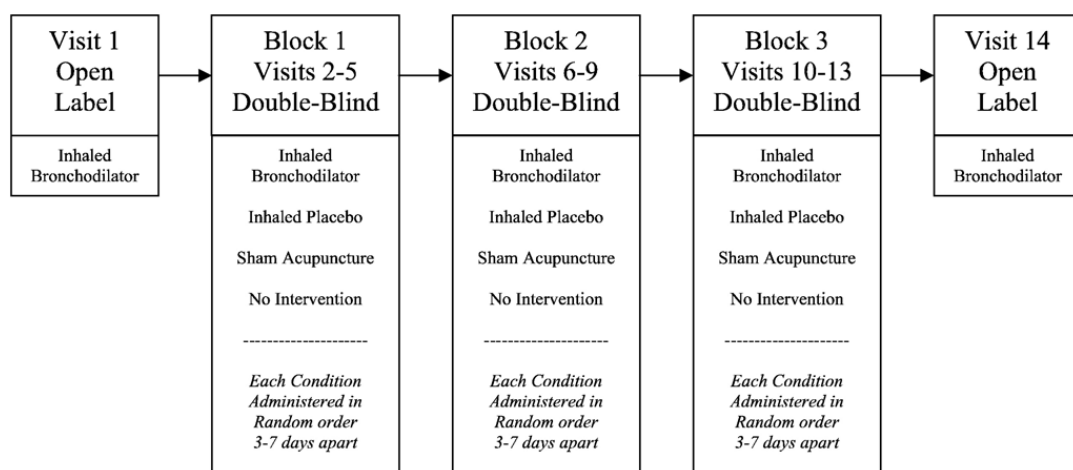 Visit 1
Open
Label
Inhaled
Bronchodilator
Block 1
Visits 2-5
Double-Blind
Inhaled
Bronchodilator
Inhaled Placebo
Sham Acupuncture
No Intervention
---------------------
Each Condition
Administered in
Random order
3-7 days apart
Block 2
Visits 6-9
Double-Blind
Inhaled
Bronchodilator
Inhaled Placebo
Sham Acupuncture
No Intervention
---------------------
Each Condition
Administered in
Random order
3-7 days apart
Block 3
Visits 10-13
Double-Blind
Inhaled
Bronchodilator
Inhaled Placebo
Sham Acupuncture
No Intervention
---------------------
Each Condition
Administered in
Random order
3-7 days apart
Visit 14
Open
Label
Inhaled
Bronchodilator